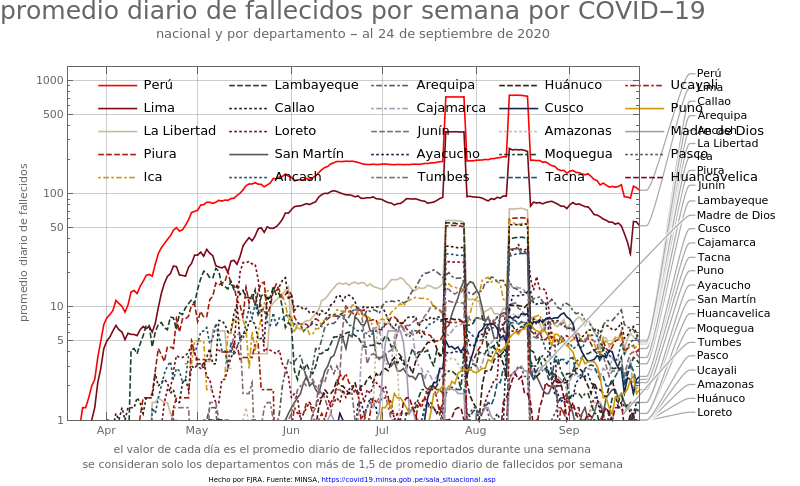 promedio diario de fallecidos por semana por COVID−19
nacional y por departamento − al 24 de septiembre de 2020
promedio diario de fallecidos
1000
500
100
50
10
5
1
Apr May Jun Jul Aug Sep
Perú Lambayeque Arequipa Huánuco Ucayali
Lima Callao Cajamarca Cusco Puno
La Libertad Loreto Junín Amazonas Madre de Dios
Piura San Martín Ayacucho Moquegua Pasco
Ica Áncash Tumbes Tacna Huancavelica
Perú
Lima
Callao
Arequipa
Áncash
La Libertad
Ica
Piura
Junín
Lambayeque
Madre de Dios
Cusco
Cajamarca
Tacna
Puno
Ayacucho
San Martín
Huancavelica
Moquegua
Tumbes
Pasco
Ucayali
Amazonas
Huánuco
Loreto
el valor de cada día es el promedio diario de fallecidos reportados durante una semana
se consideran solo los departamentos con más de 1,5 de promedio diario de fallecidos por semana
Hecho por FJRA. Fuente: MINSA, https://covid19.minsa.gob.pe/sala_situacional.asp